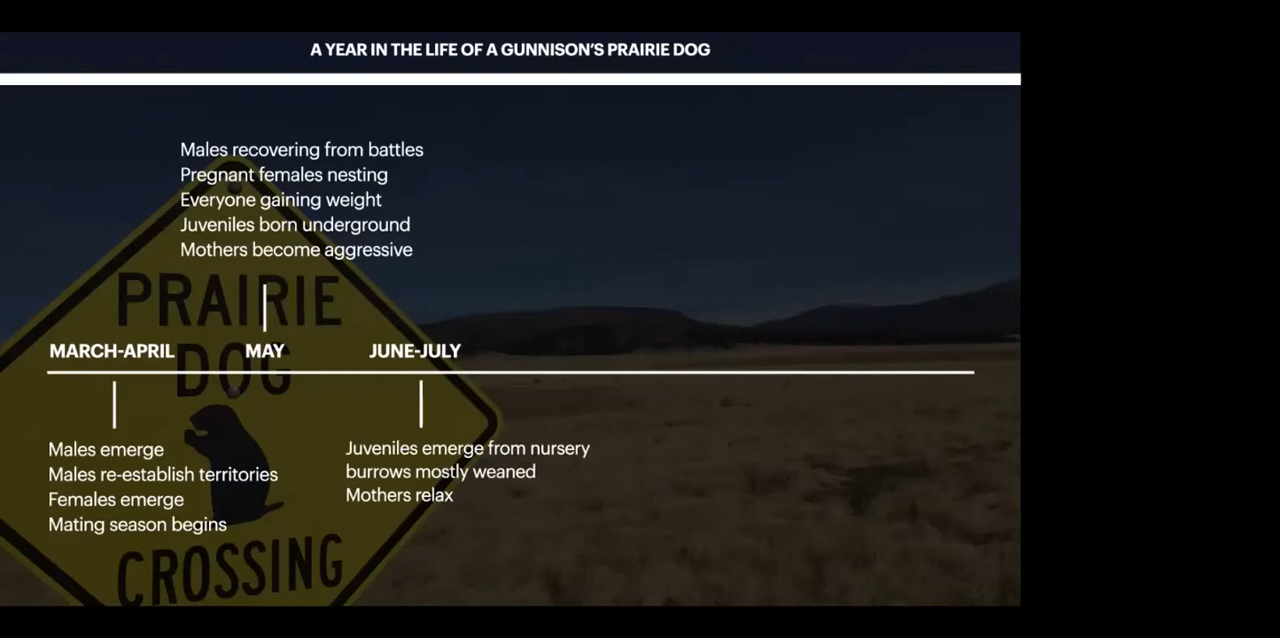 A YEAR IN THE LIFE OF A GUNNISON'S PRAIRIE DOG
Males recovering from battles
Pregnant females nesting
Everyone gaining weight
Juveniles born underground
Mothers become aggressive
PRAIRIE
MARCH-APRIL
MAY
JUNE-JULY
DOG
Males emerge
Males re-establish territories
Females emerge
Mating season begins
Juveniles emerge from nursery
burrows mostly weaned
Mothers relax
CROSSING